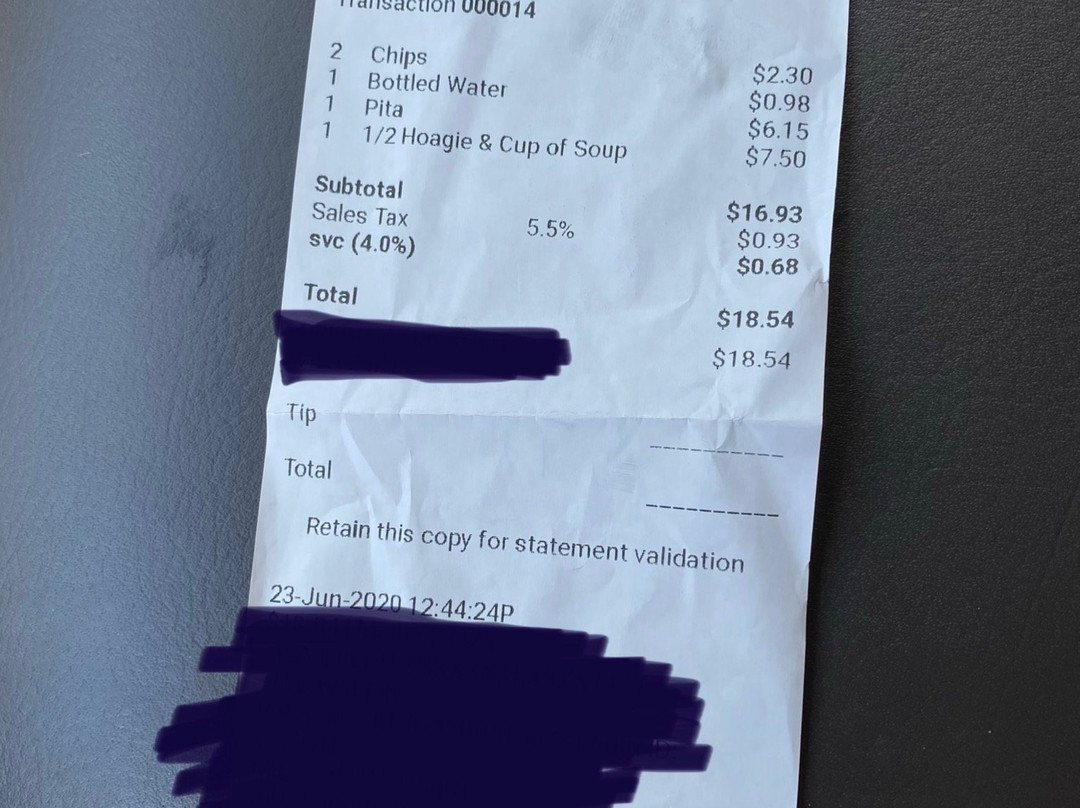 Transaction 000014
2 Chips $2.30
1 Bottled Water $0.98
1 Pita $6.15
1 1/2 Hoagie & Cup of Soup $7.50
Subtotal $16.93
Sales Tax 5.5% $0.93
svc (4.0%) $0.68
Total $18.54
$18.54
Tip ----------
Total ----------
Retain this copy for statement validation
23-Jun-2020 12:44:24P